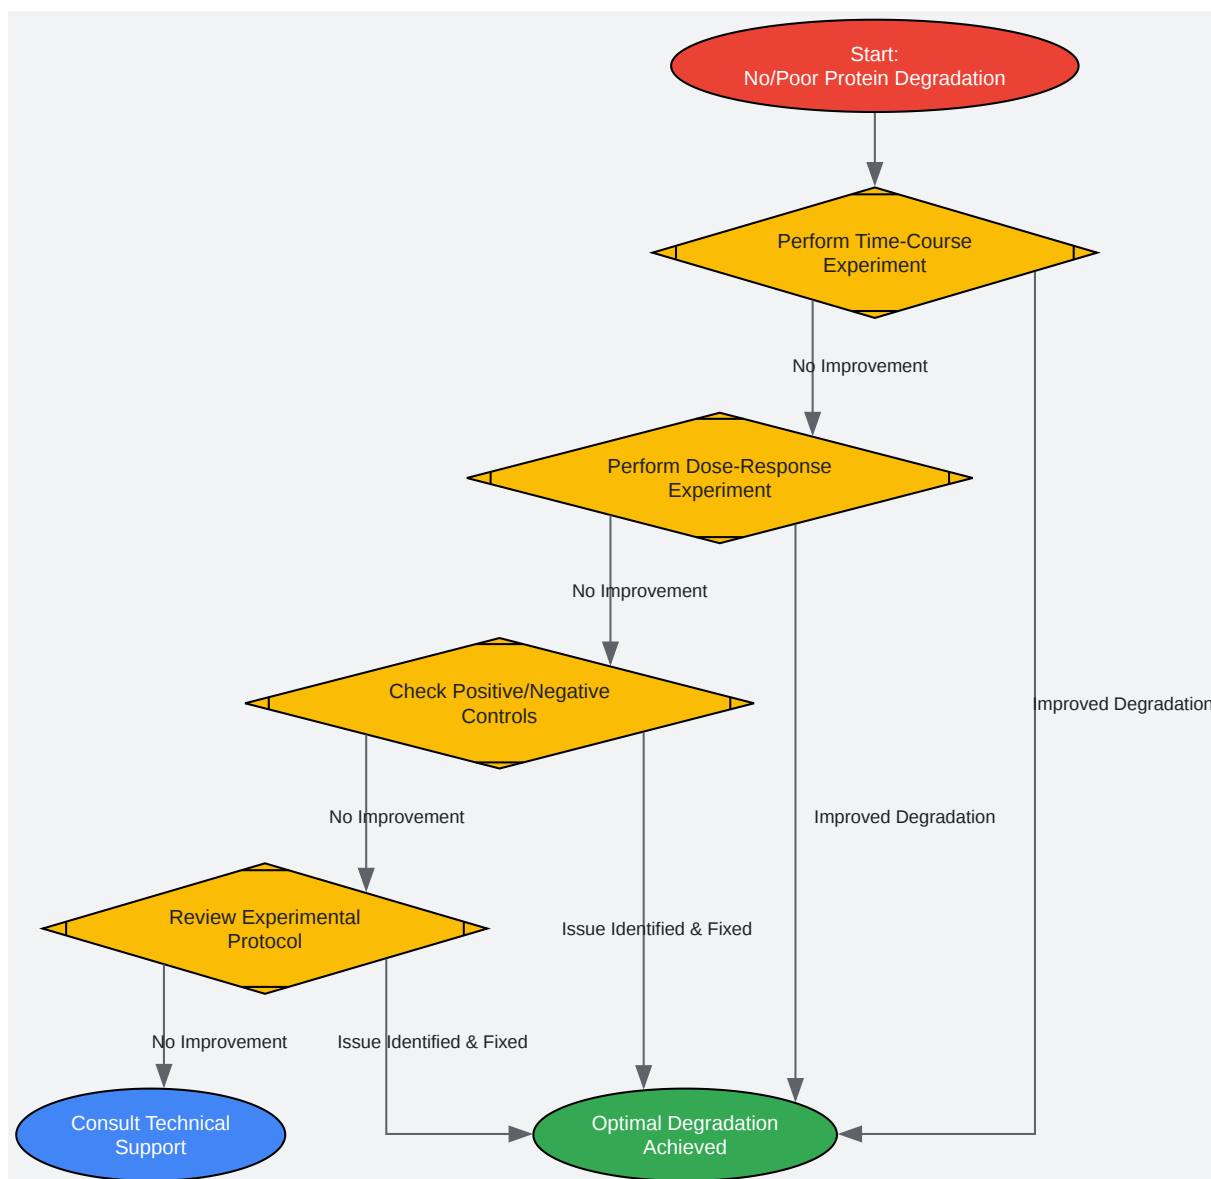 Start:
No/Poor Protein Degradation
Perform Time-Course
Experiment
No Improvement
Perform Dose-Response
Experiment
No Improvement
Check Positive/Negative
Controls
Improved Degradation
No Improvement
Improved Degradation
Review Experimental
Protocol
Issue Identified & Fixed
No Improvement
Issue Identified & Fixed
Consult Technical
Support
Optimal Degradation
Achieved